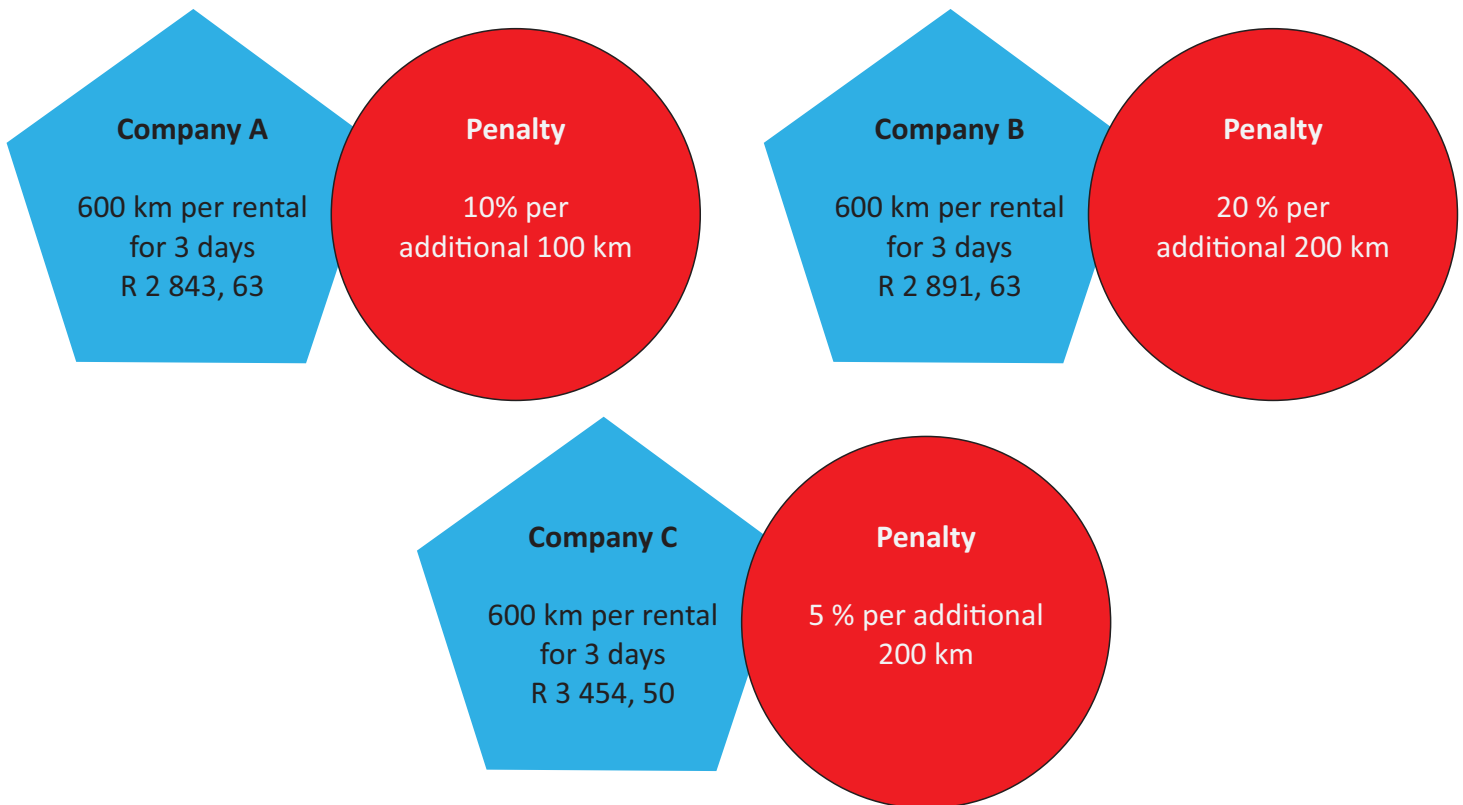 Company A
600 km per rental
for 3 days
R 2 843, 63
Penalty
10% per
additional 100 km
Company B
600 km per rental
for 3 days
R 2 891, 63
Penalty
20 % per
additional 200 km
Company C
600 km per rental
for 3 days
R 3 454, 50
Penalty
5 % per additional
200 km